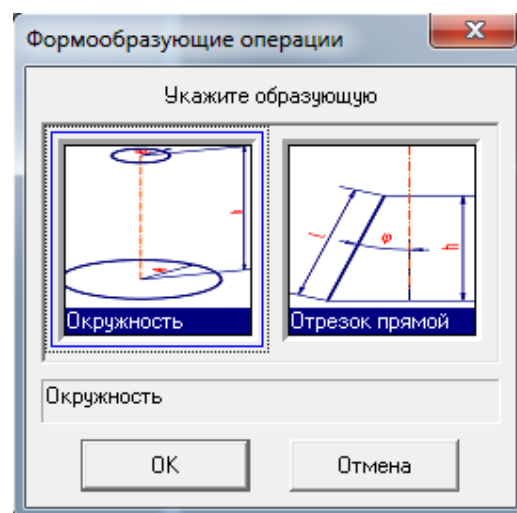 Формообразующие операции
Укажите образующую
h
l
φ
h
Окружность
Отрезок прямой
Окружность
OK
Отмена